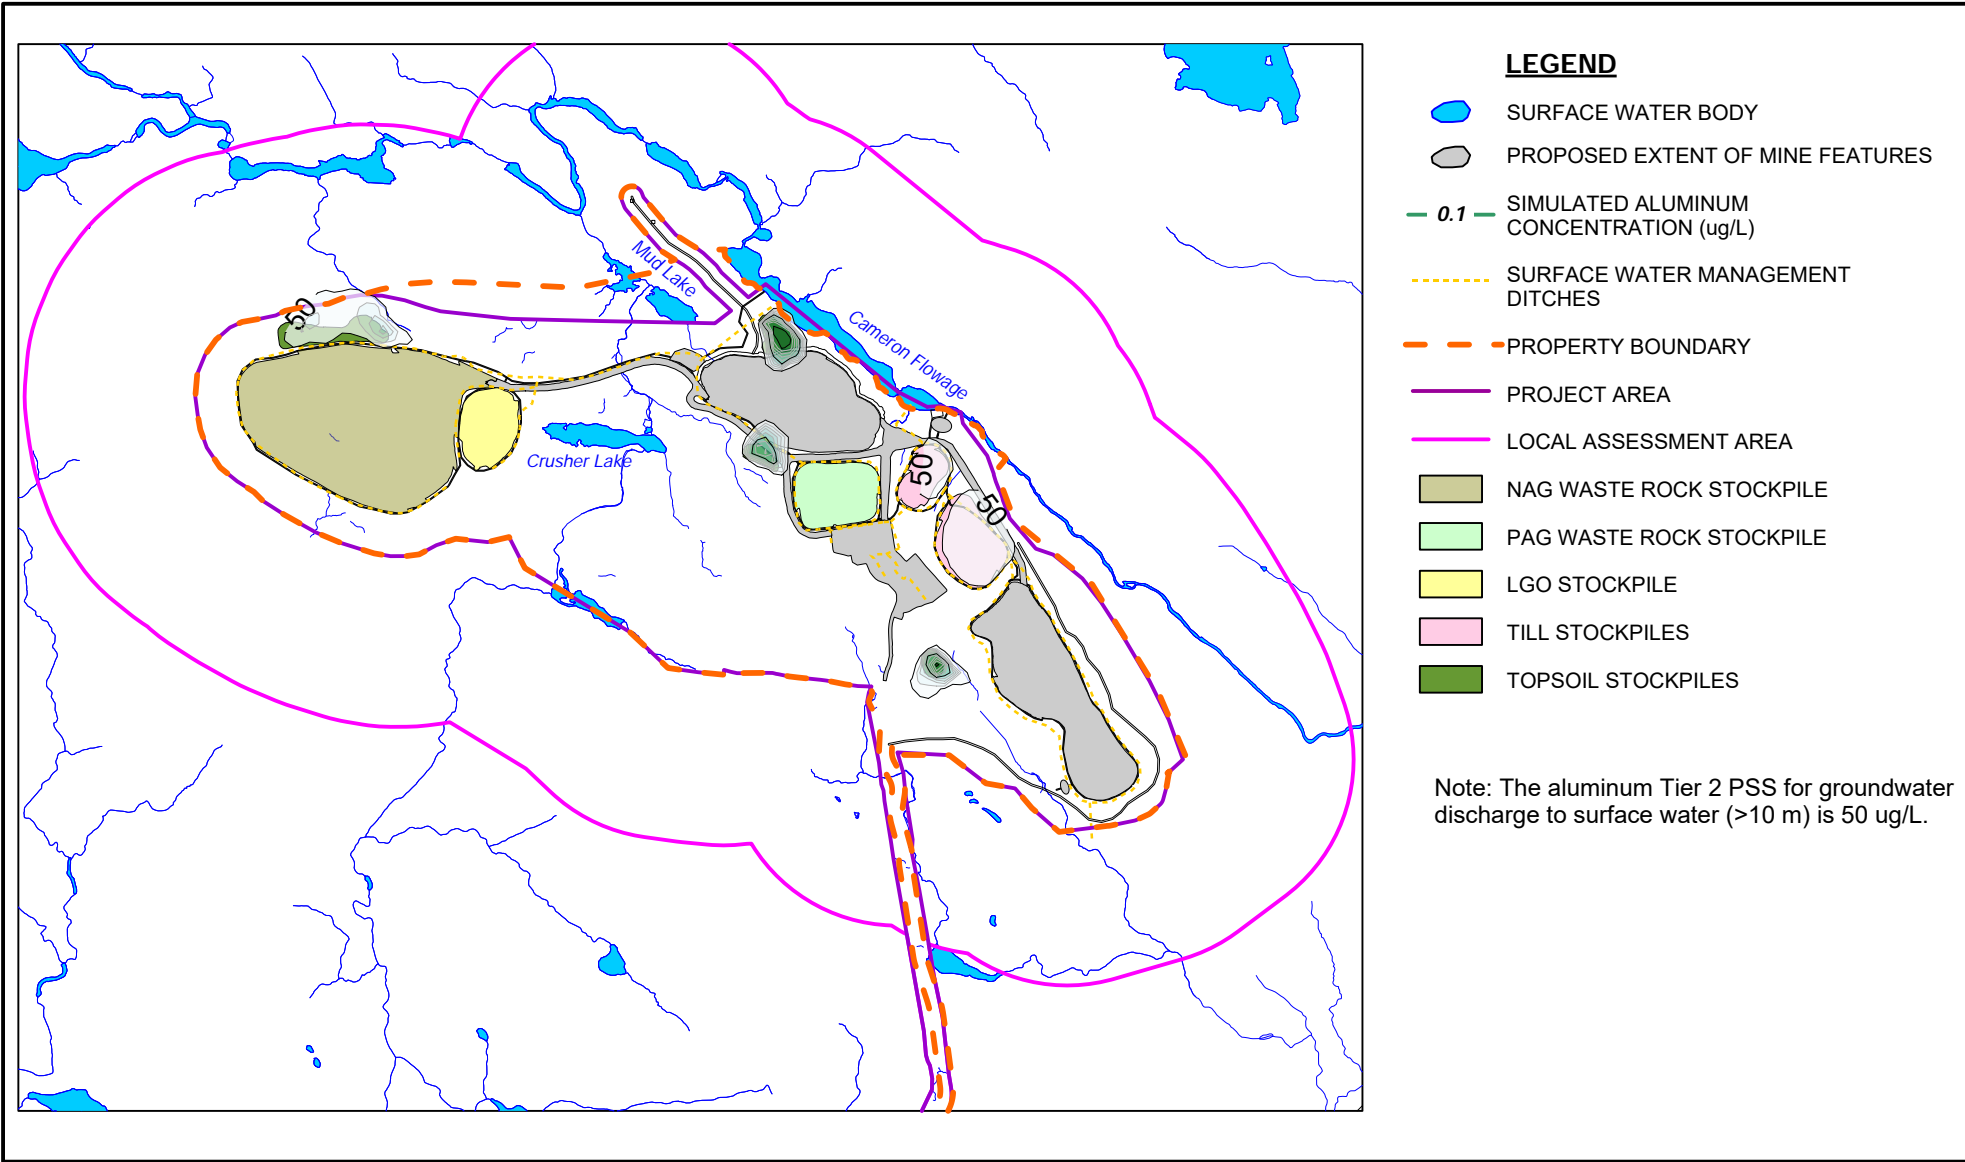 LEGEND
SURFACE WATER BODY
PROPOSED EXTENT OF MINE FEATURES
0.1
SIMULATED ALUMINUM
CONCENTRATION (ug/L)
SURFACE WATER MANAGEMENT
DITCHES
PROPERTY BOUNDARY
PROJECT AREA
LOCAL ASSESSMENT AREA
NAG WASTE ROCK STOCKPILE
PAG WASTE ROCK STOCKPILE
LGO STOCKPILE
TILL STOCKPILES
TOPSOIL STOCKPILES
Note: The aluminum Tier 2 PSS for groundwater
discharge to surface water (>10 m) is 50 ug/L.
Mud Lake
Cameron Flowage
Crusher Lake
50
50
50